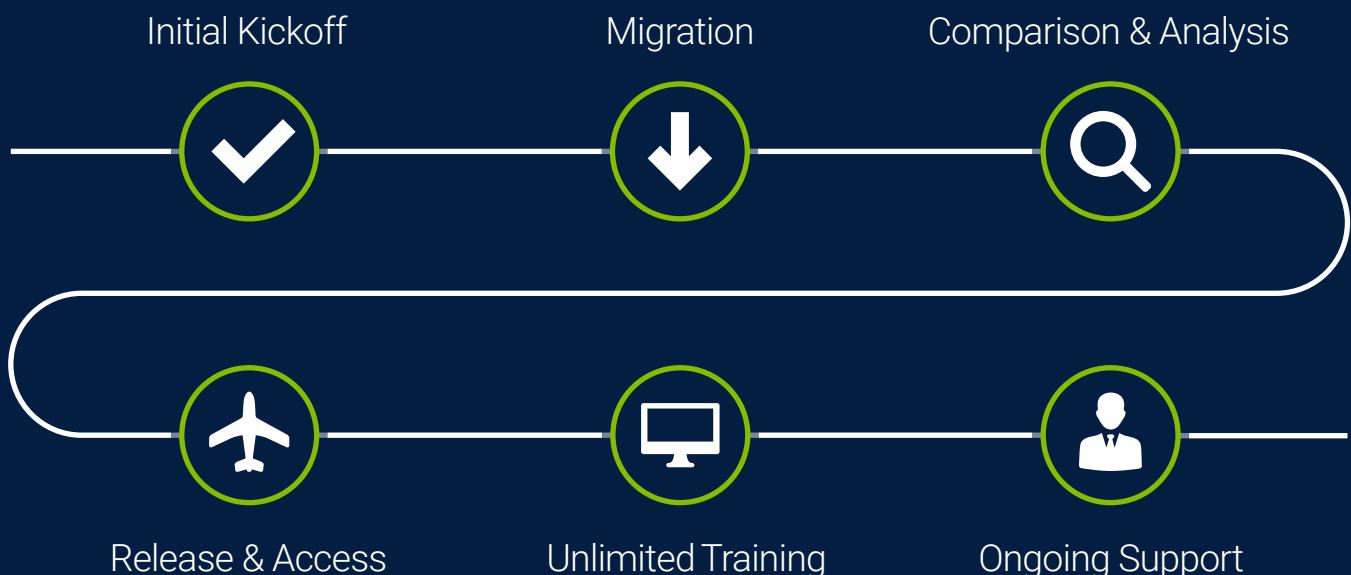 Initial Kickoff
Migration
Comparison & Analysis
Release & Access
Unlimited Training
Ongoing Support